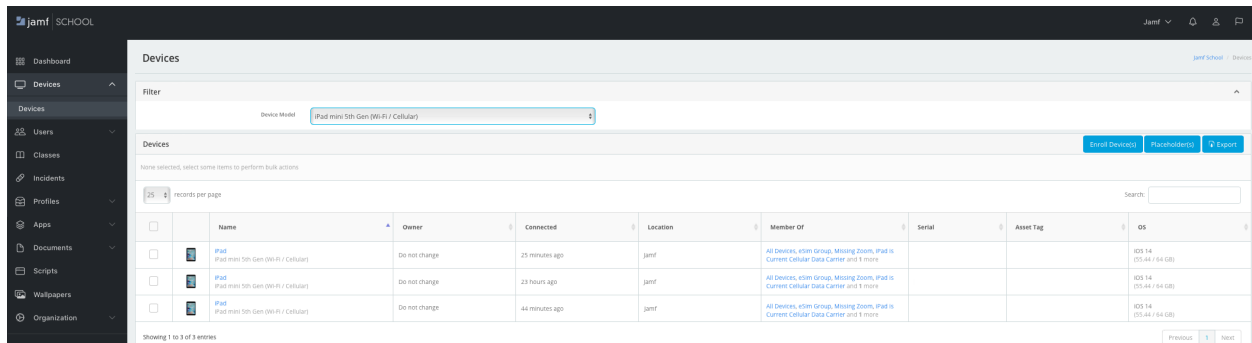 jamf SCHOOL
Jamf
Dashboard
Devices
Devices
Users
Classes
Incidents
Profiles
Apps
Documents
Scripts
Wallpapers
Organization
Devices
Jamf School / Devices
Filter
Device Model
iPad mini 5th Gen (Wi-Fi / Cellular)
Devices
Enroll Device(s) Placeholder(s) Export
None selected, select some items to perform bulk actions
25 records per page
Search:
Name Owner Connected Location Member Of Serial Asset Tag OS
iPad Do not change 25 minutes ago Jamf All Devices, eSim Group, Missing Zoom, iPad is iOS 14
iPad mini 5th Gen (Wi-Fi / Cellular) Current Cellular Data Carrier and 1 more (55.44 / 64 GB)
iPad Do not change 23 hours ago Jamf All Devices, eSim Group, Missing Zoom, iPad is iOS 14
iPad mini 5th Gen (Wi-Fi / Cellular) Current Cellular Data Carrier and 1 more (55.44 / 64 GB)
iPad Do not change 44 minutes ago Jamf All Devices, eSim Group, Missing Zoom, iPad is iOS 14
iPad mini 5th Gen (Wi-Fi / Cellular) Current Cellular Data Carrier and 1 more (55.44 / 64 GB)
Showing 1 to 3 of 3 entries
Previous 1 Next